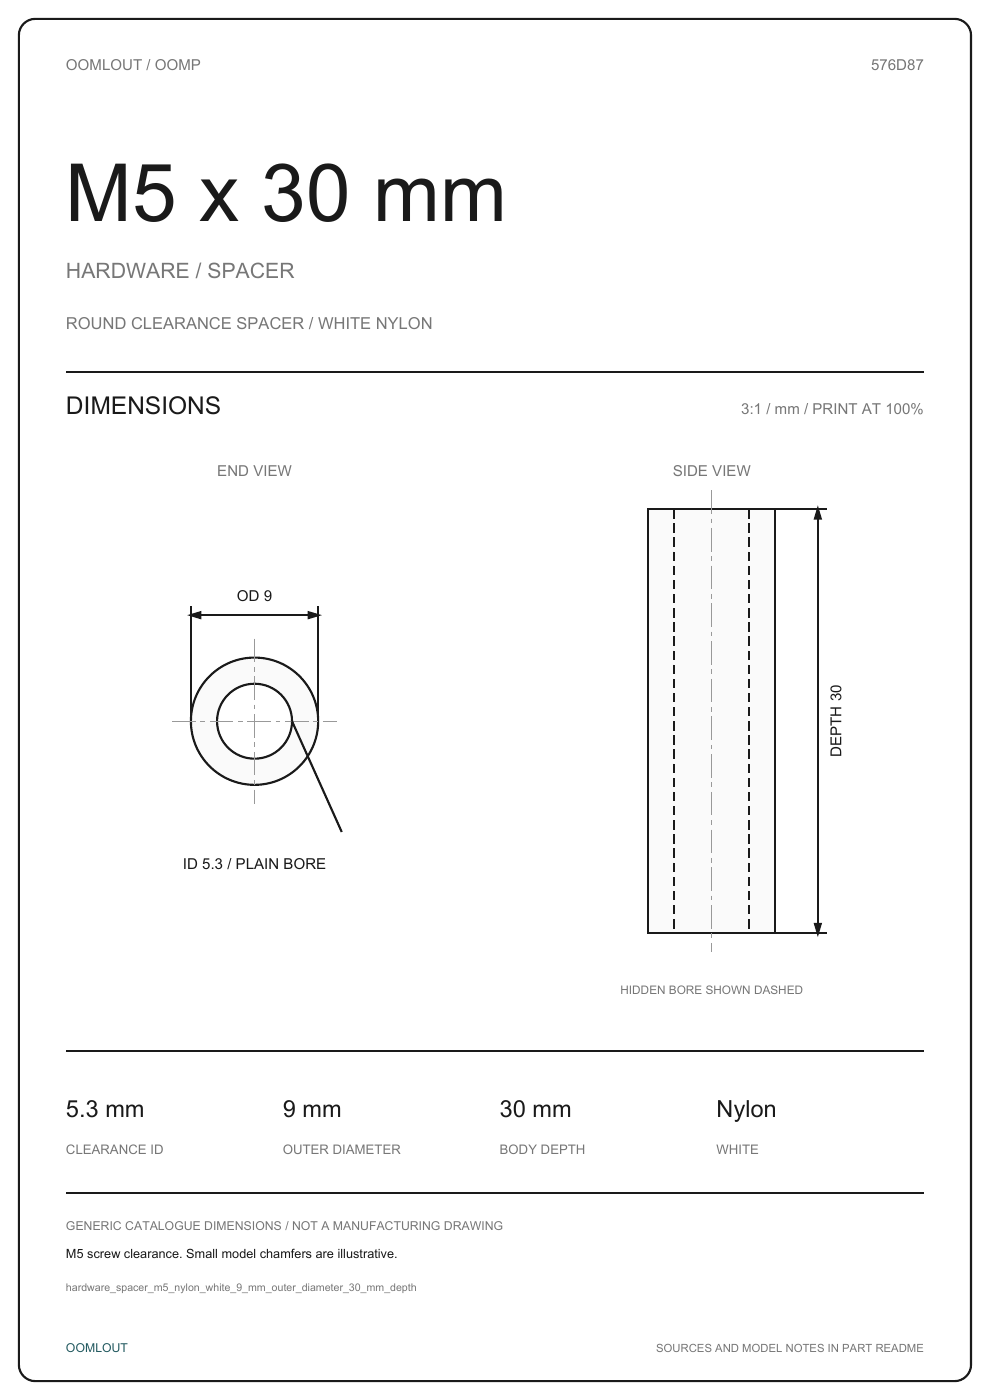 OOMLOUT / OOMP
576D87
M5 x 30 mm
HARDWARE / SPACER
ROUND CLEARANCE SPACER / WHITE NYLON
DIMENSIONS
3:1 / mm / PRINT AT 100%
END VIEW
SIDE VIEW
OD 9
DEPTH 30
ID 5.3 / PLAIN BORE
HIDDEN BORE SHOWN DASHED
5.3 mm
9 mm
30 mm
Nylon
CLEARANCE ID
OUTER DIAMETER
BODY DEPTH
WHITE
GENERIC CATALOGUE DIMENSIONS / NOT A MANUFACTURING DRAWING
M5 screw clearance. Small model chamfers are illustrative.
hardware_spacer_m5_nylon_white_9_mm_outer_diameter_30_mm_depth
OOMLOUT
SOURCES AND MODEL NOTES IN PART README